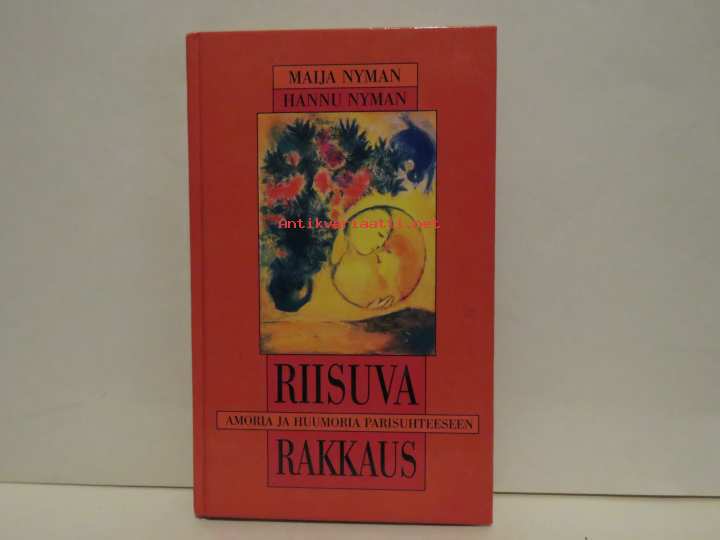 MAIJA NYMAN
HANNU NYMAN
Antikvariaatti.net
RIISUVA
AMORIA JA HUUMORIA PARISUHTEESEEN
RAKKAUS